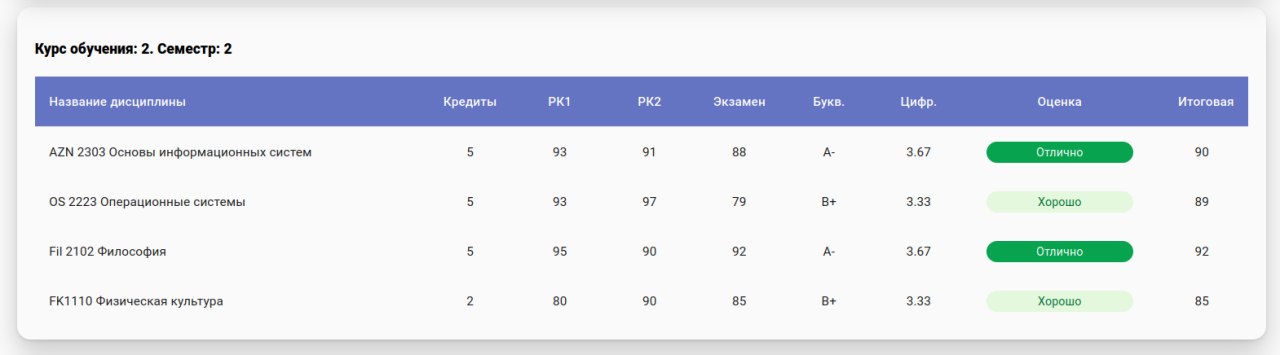 Курс обучения: 2. Семестр: 2
Название дисциплины Кредиты РК1 РК2 Экзамен Букв. Цифр. Оценка Итоговая
AZN 2303 Основы информационных систем 5 93 91 88 A- 3.67 Отлично 90
OS 2223 Операционные системы 5 93 97 79 B+ 3.33 Хорошо 89
Fil 2102 Философия 5 95 90 92 A- 3.67 Отлично 92
FK1110 Физическая культура 2 80 90 85 B+ 3.33 Хорошо 85